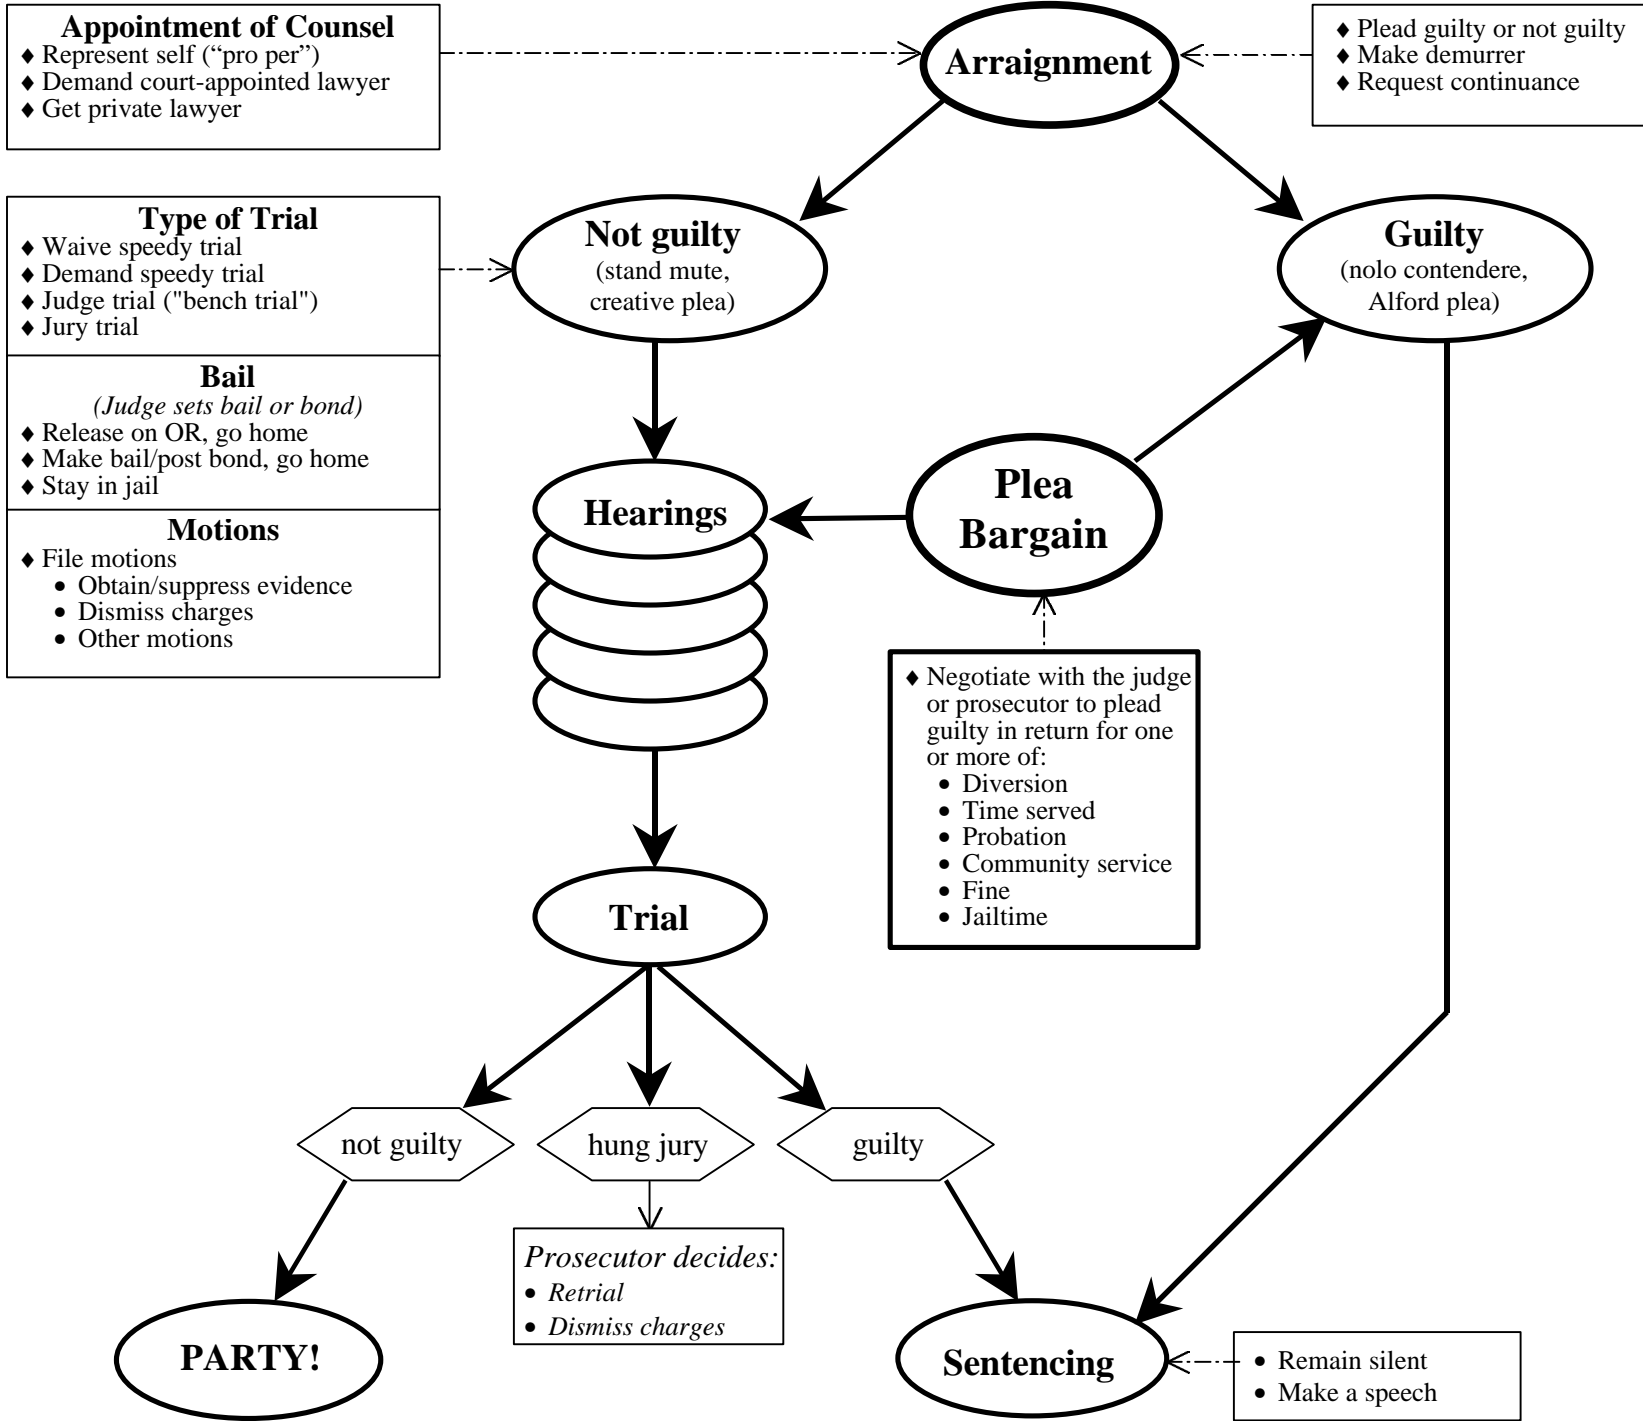 Appointment of Counsel
♦ Represent self (“pro per”)
♦ Demand court-appointed lawyer
♦ Get private lawyer
Arraignment
♦ Plead guilty or not guilty
♦ Make demurrer
♦ Request continuance
Type of Trial
♦ Waive speedy trial
♦ Demand speedy trial
♦ Judge trial ("bench trial")
♦ Jury trial
Bail
(Judge sets bail or bond)
♦ Release on OR, go home
♦ Make bail/post bond, go home
♦ Stay in jail
Motions
♦ File motions
• Obtain/suppress evidence
• Dismiss charges
• Other motions
Not guilty
(stand mute,
creative plea)
Guilty
(nolo contendere,
Alford plea)
Hearings
Plea
Bargain
♦ Negotiate with the judge
or prosecutor to plead
guilty in return for one
or more of:
• Diversion
• Time served
• Probation
• Community service
• Fine
• Jailtime
Trial
not guilty
hung jury
guilty
Prosecutor decides:
• Retrial
• Dismiss charges
PARTY!
Sentencing
• Remain silent
• Make a speech